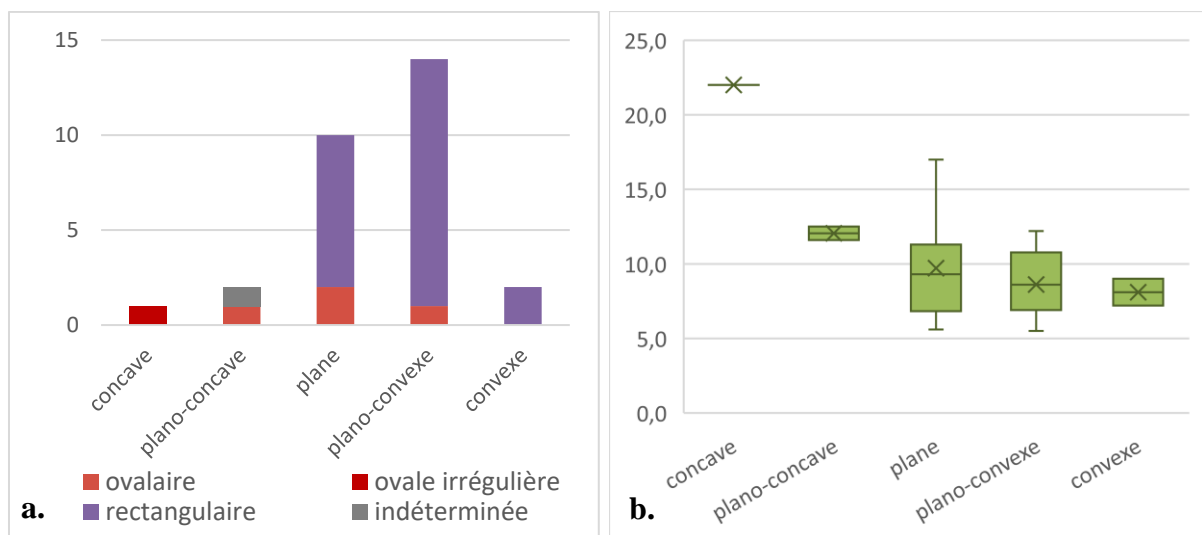 15
10
5
0
concave
plano-concave
plane
plano-convexe
convexe
ovalaire
ovale irrégulière
rectangulaire
indéterminée
a.
25,0
20,0
15,0
10,0
5,0
0,0
concave
plano-concave
plane
plano-convexe
convexe
b.